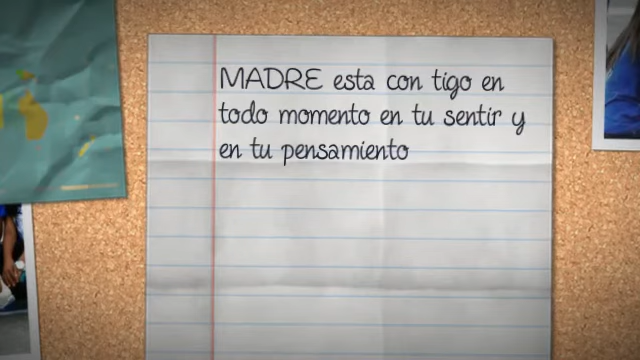 MADRE esta con tigo en
todo momento en tu sentir y
en tu pensamiento